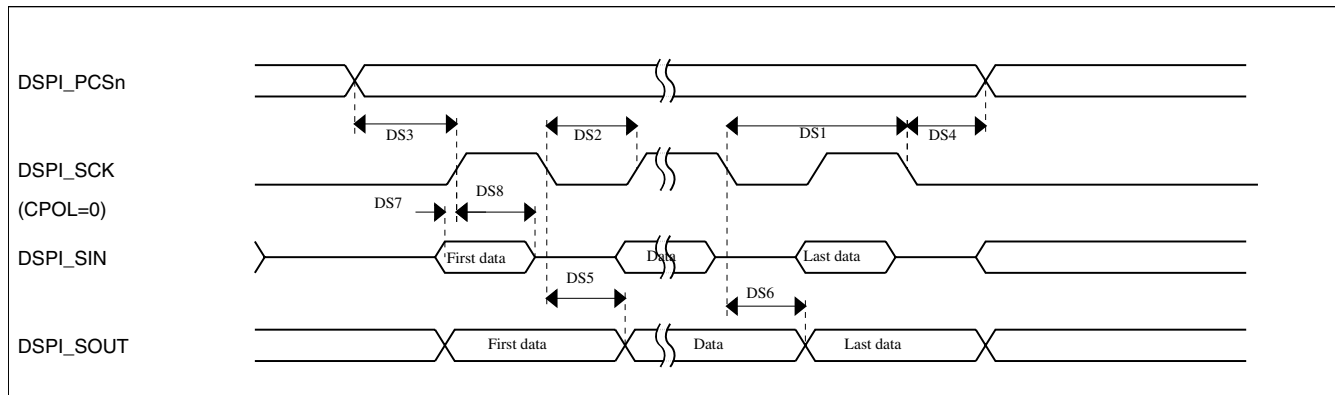 DSPI_PCSn
DS3
DS2
DS1
DS4
DSPI_SCK
(CPOL=0)
DS7
DS8
DSPI_SIN
First data
Data
Last data
DS5
DS6
DSPI_SOUT
First data
Data
Last data